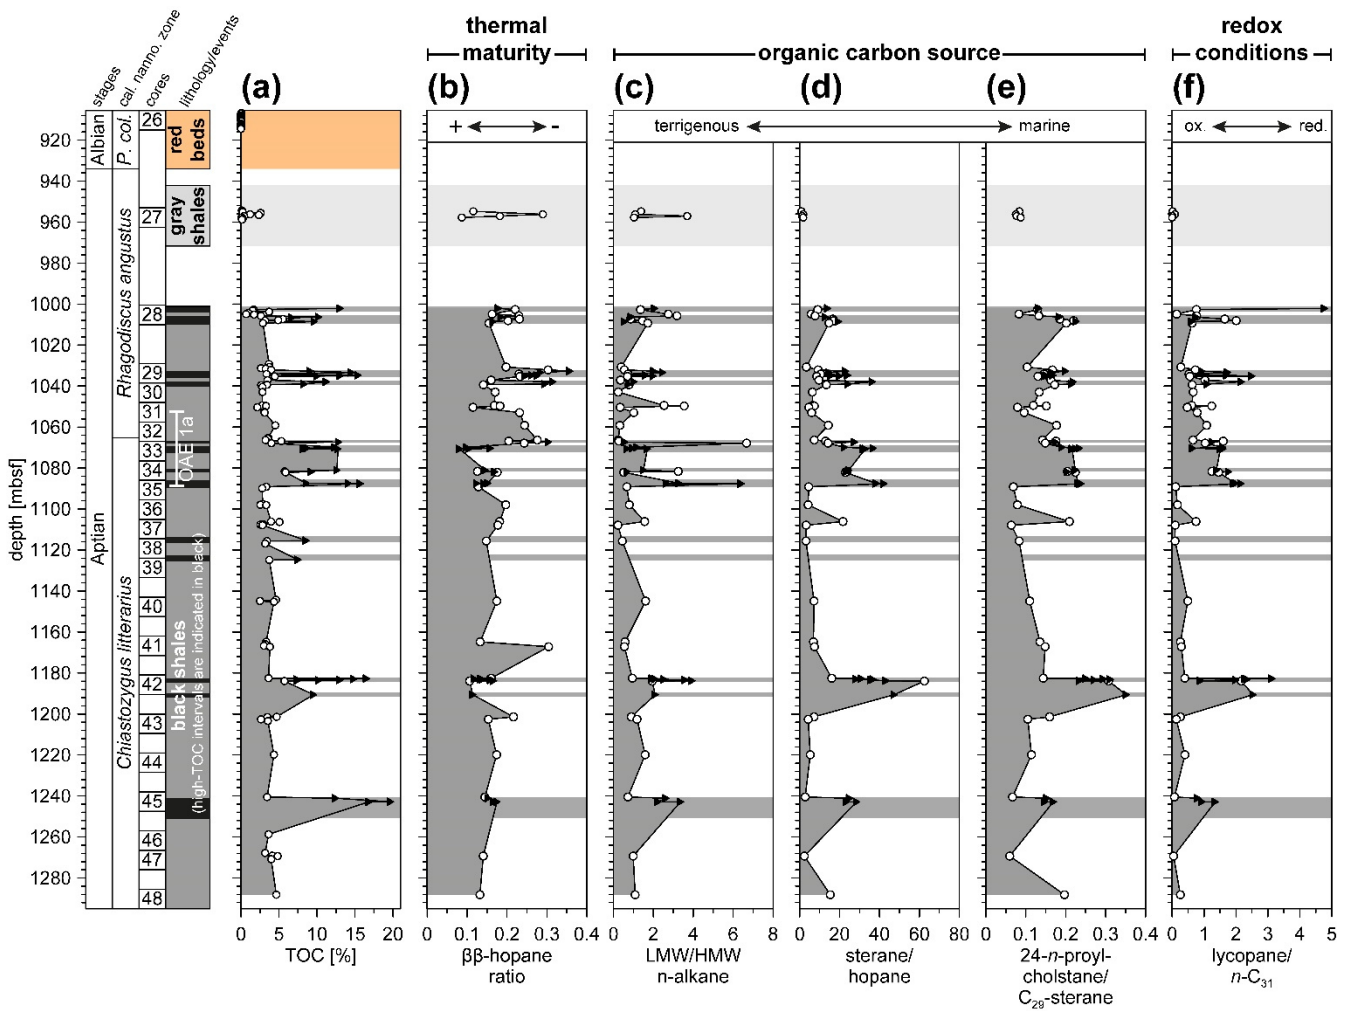 thermal
maturity
organic carbon source
redox
conditions
stages
cal. nanno. zone
cores
lithology/events
(a)
(b)
(c)
(d)
(e)
(f)
+ -
terrigenous marine
ox. red.
Albian
Aptian
P. col.
Rhagodiscus angustus
Chiastozygus litterarius
26
27
28
29
30
31
32
33
34
35
36
37
38
39
40
41
42
43
44
45
46
47
48
red
beds
gray
shales
OAE 1a
black shales
(high-TOC intervals are indicated in black)
depth [mbsf]
920
940
960
980
1000
1020
1040
1060
1080
1100
1120
1140
1160
1180
1200
1220
1240
1260
1280
0 5 10 15 20
TOC [%]
0 0.1 0.2 0.3 0.4
ββ-hopane
ratio
0 2 4 6 8
LMW/HMW
n-alkane
0 20 40 60 80
sterane/
hopane
0 0.1 0.2 0.3 0.4
24-n-proyl-
cholstane/
C29-sterane
0 1 2 3 4 5
lycopane/
n-C31